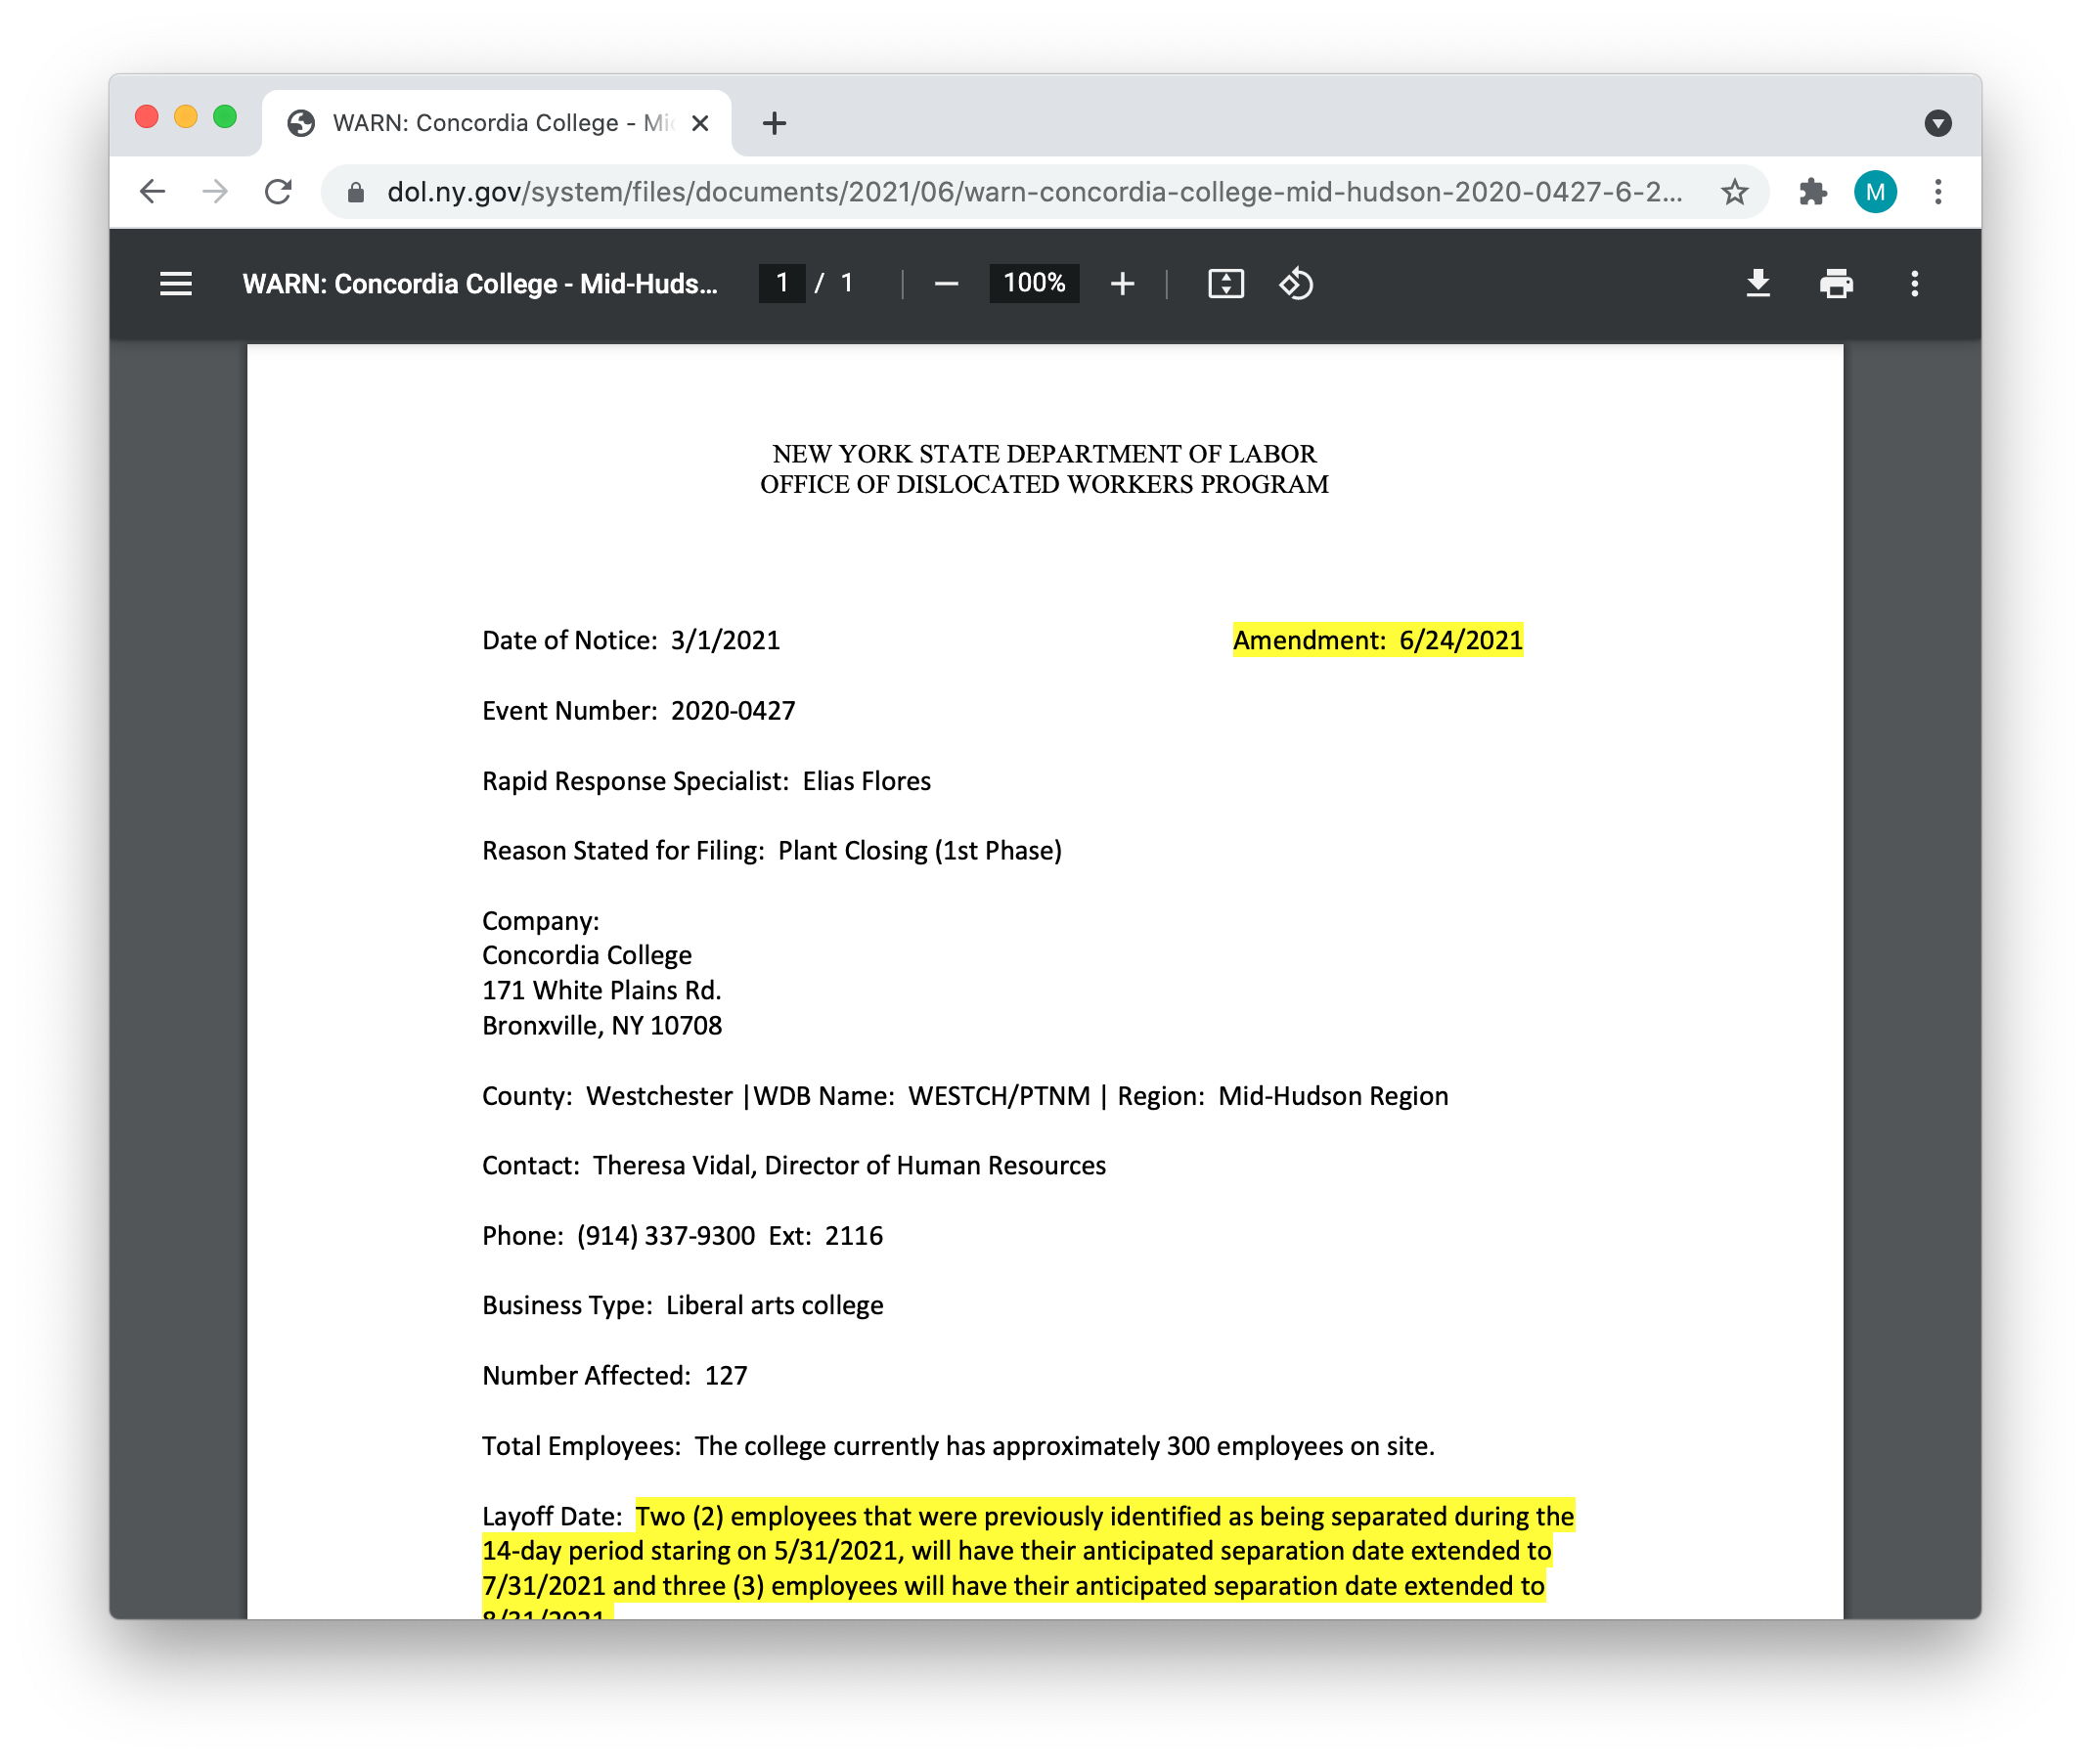 WARN: Concordia College - Mi
dol.ny.gov/system/files/documents/2021/06/warn-concordia-college-mid-hudson-2020-0427-6-2...
M
WARN: Concordia College - Mid-Huds...
1 / 1
100%
NEW YORK STATE DEPARTMENT OF LABOR
OFFICE OF DISLOCATED WORKERS PROGRAM
Date of Notice: 3/1/2021
Amendment: 6/24/2021
Event Number: 2020-0427
Rapid Response Specialist: Elias Flores
Reason Stated for Filing: Plant Closing (1st Phase)
Company:
Concordia College
171 White Plains Rd.
Bronxville, NY 10708
County: Westchester |WDB Name: WESTCH/PTNM | Region: Mid-Hudson Region
Contact: Theresa Vidal, Director of Human Resources
Phone: (914) 337-9300 Ext: 2116
Business Type: Liberal arts college
Number Affected: 127
Total Employees: The college currently has approximately 300 employees on site.
Layoff Date: Two (2) employees that were previously identified as being separated during the
14-day period staring on 5/31/2021, will have their anticipated separation date extended to
7/31/2021 and three (3) employees will have their anticipated separation date extended to
8/31/2021